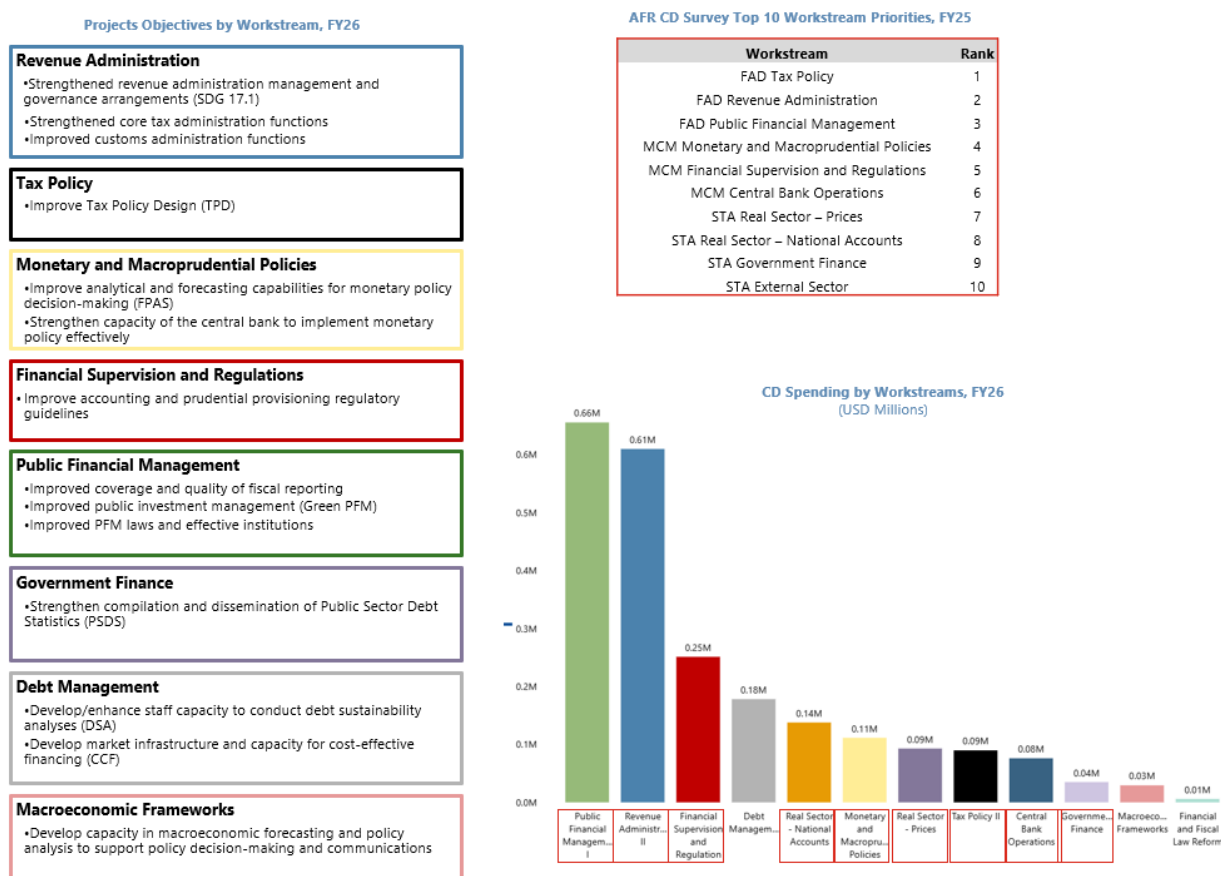 Projects Objectives by Workstream, FY26
Revenue Administration
•Strengthened revenue administration management and
governance arrangements (SDG 17.1)
•Strengthened core tax administration functions
•Improved customs administration functions
Tax Policy
•Improve Tax Policy Design (TPD)
Monetary and Macroprudential Policies
•Improve analytical and forecasting capabilities for monetary policy
decision-making (FPAS)
•Strengthen capacity of the central bank to implement monetary
policy effectively
Financial Supervision and Regulations
• Improve accounting and prudential provisioning regulatory
guidelines
Public Financial Management
•Improved coverage and quality of fiscal reporting
•Improved public investment management (Green PFM)
•Improved PFM laws and effective institutions
Government Finance
•Strengthen compilation and dissemination of Public Sector Debt
Statistics (PSDS)
Debt Management
•Develop/enhance staff capacity to conduct debt sustainability
analyses (DSA)
•Develop market infrastructure and capacity for cost-effective
financing (CCF)
Macroeconomic Frameworks
•Develop capacity in macroeconomic forecasting and policy
analysis to support policy decision-making and communications
AFR CD Survey Top 10 Workstream Priorities, FY25
Workstream Rank
FAD Tax Policy 1
FAD Revenue Administration 2
FAD Public Financial Management 3
MCM Monetary and Macroprudential Policies 4
MCM Financial Supervision and Regulations 5
MCM Central Bank Operations 6
STA Real Sector – Prices 7
STA Real Sector – National Accounts 8
STA Government Finance 9
STA External Sector 10
CD Spending by Workstreams, FY26
(USD Millions)
0.6M
0.5M
0.4M
0.3M
0.2M
0.1M
0.0M
0.66M
0.61M
0.25M
0.18M
0.14M
0.11M
0.09M
0.09M
0.08M
0.04M
0.03M
0.01M
Public
Financial
Managem...
I
Revenue
Administr...
II
Financial
Supervision
and
Regulation
Debt
Managem...
Real Sector
- National
Accounts
Monetary
and
Macropru...
Policies
Real Sector
- Prices
Tax Policy II
Central
Bank
Operations
Governme...
Finance
Macroeco...
Frameworks
Financial
and Fiscal
Law Reform